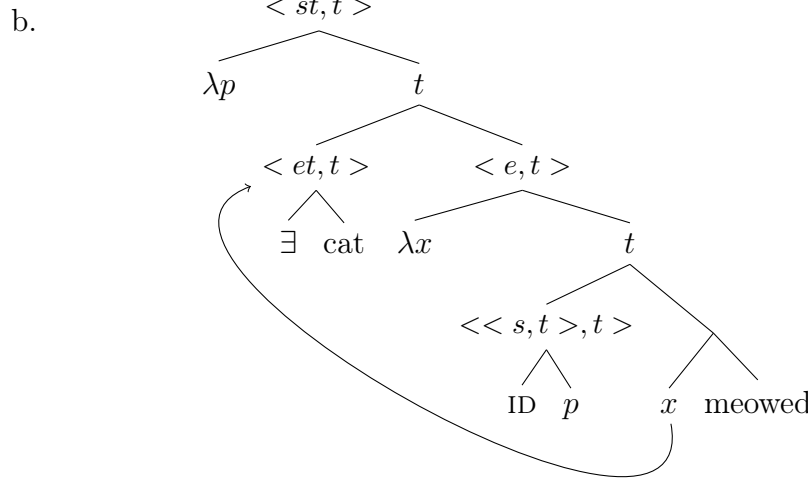 b.
< st, t >
λp
t
< et, t >
< e, t >
∃ cat
λx
t
<< s, t >, t >
ID p
x meowed